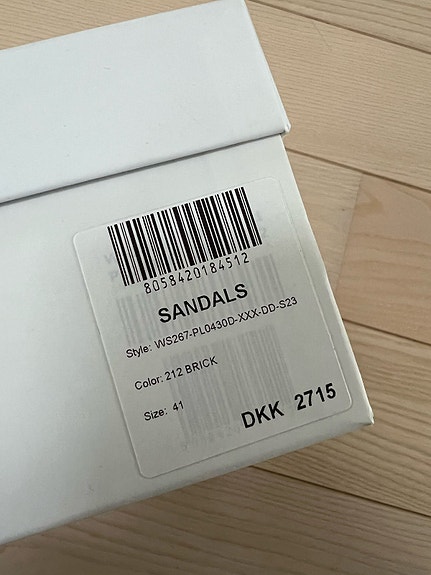 8058420184512
SANDALS
Style: WS267-PL0430D-XXX-DD-S23
Color: 212 BRICK
Size: 41
DKK 2715